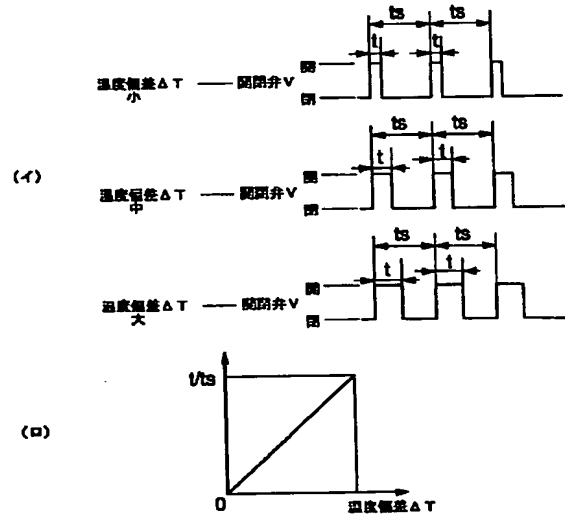 ts ts
t t
開
温度偏差ΔT 開閉弁V
小
閉
(イ)
ts ts
t t
開
温度偏差ΔT 開閉弁V
中
閉
ts ts
t t
開
温度偏差ΔT 開閉弁V
大
閉
(ロ)
t/ts
0
温度偏差ΔT